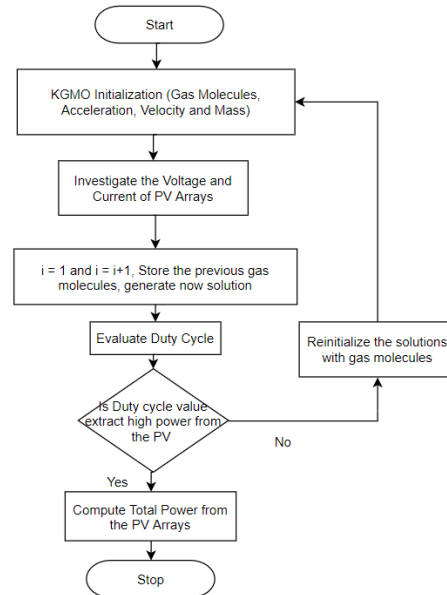 Start
KGMO Initialization (Gas Molecules,
Acceleration, Velocity and Mass)
Investigate the Voltage and
Current of PV Arrays
i = 1 and i = i+1, Store the previous gas
molecules, generate now solution
Evaluate Duty Cycle
Reinitialize the solutions
with gas molecules
Is Duty cycle value
extract high power from
the PV
No
Yes
Compute Total Power from
the PV Arrays
Stop